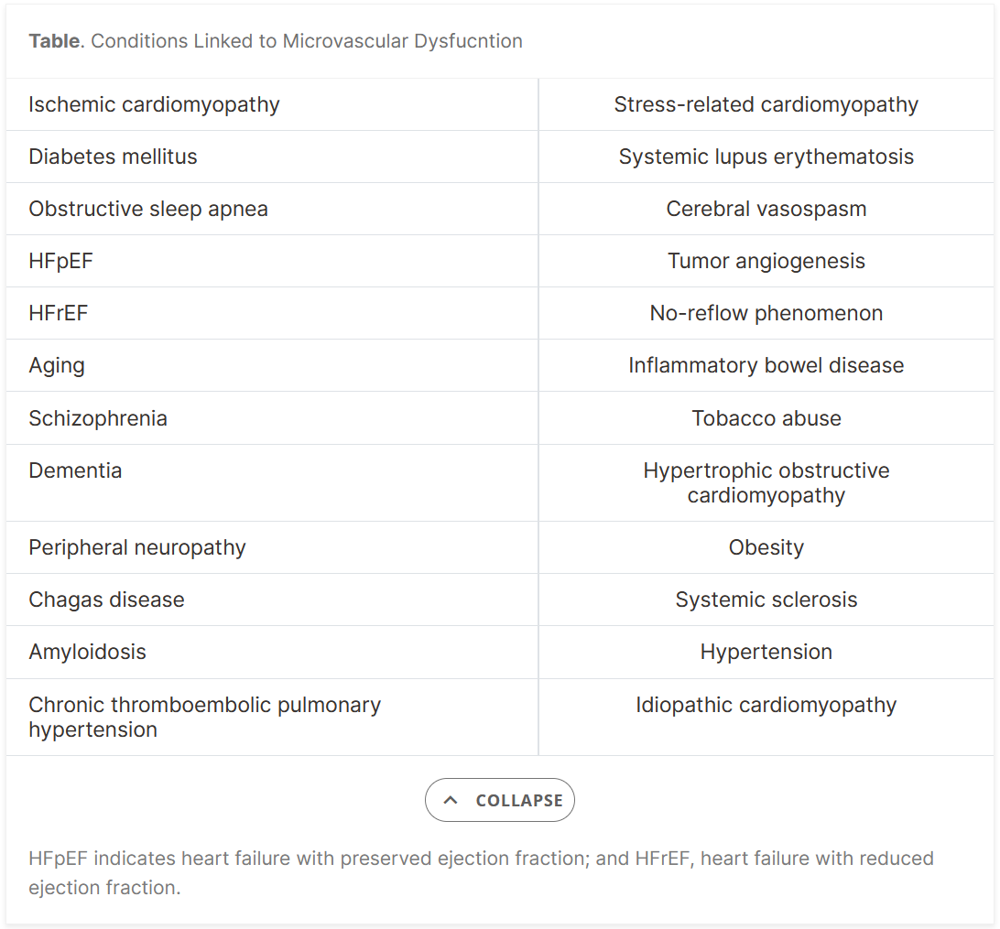 Table. Conditions Linked to Microvascular Dysfucntion
Ischemic cardiomyopathy
Stress-related cardiomyopathy
Diabetes mellitus
Systemic lupus erythematosis
Obstructive sleep apnea
Cerebral vasospasm
HFpEF
Tumor angiogenesis
HFrEF
No-reflow phenomenon
Aging
Inflammatory bowel disease
Schizophrenia
Tobacco abuse
Dementia
Hypertrophic obstructive
cardiomyopathy
Peripheral neuropathy
Obesity
Chagas disease
Systemic sclerosis
Amyloidosis
Hypertension
Chronic thromboembolic pulmonary
hypertension
Idiopathic cardiomyopathy
COLLAPSE
HFpEF indicates heart failure with preserved ejection fraction; and HFrEF, heart failure with reduced
ejection fraction.